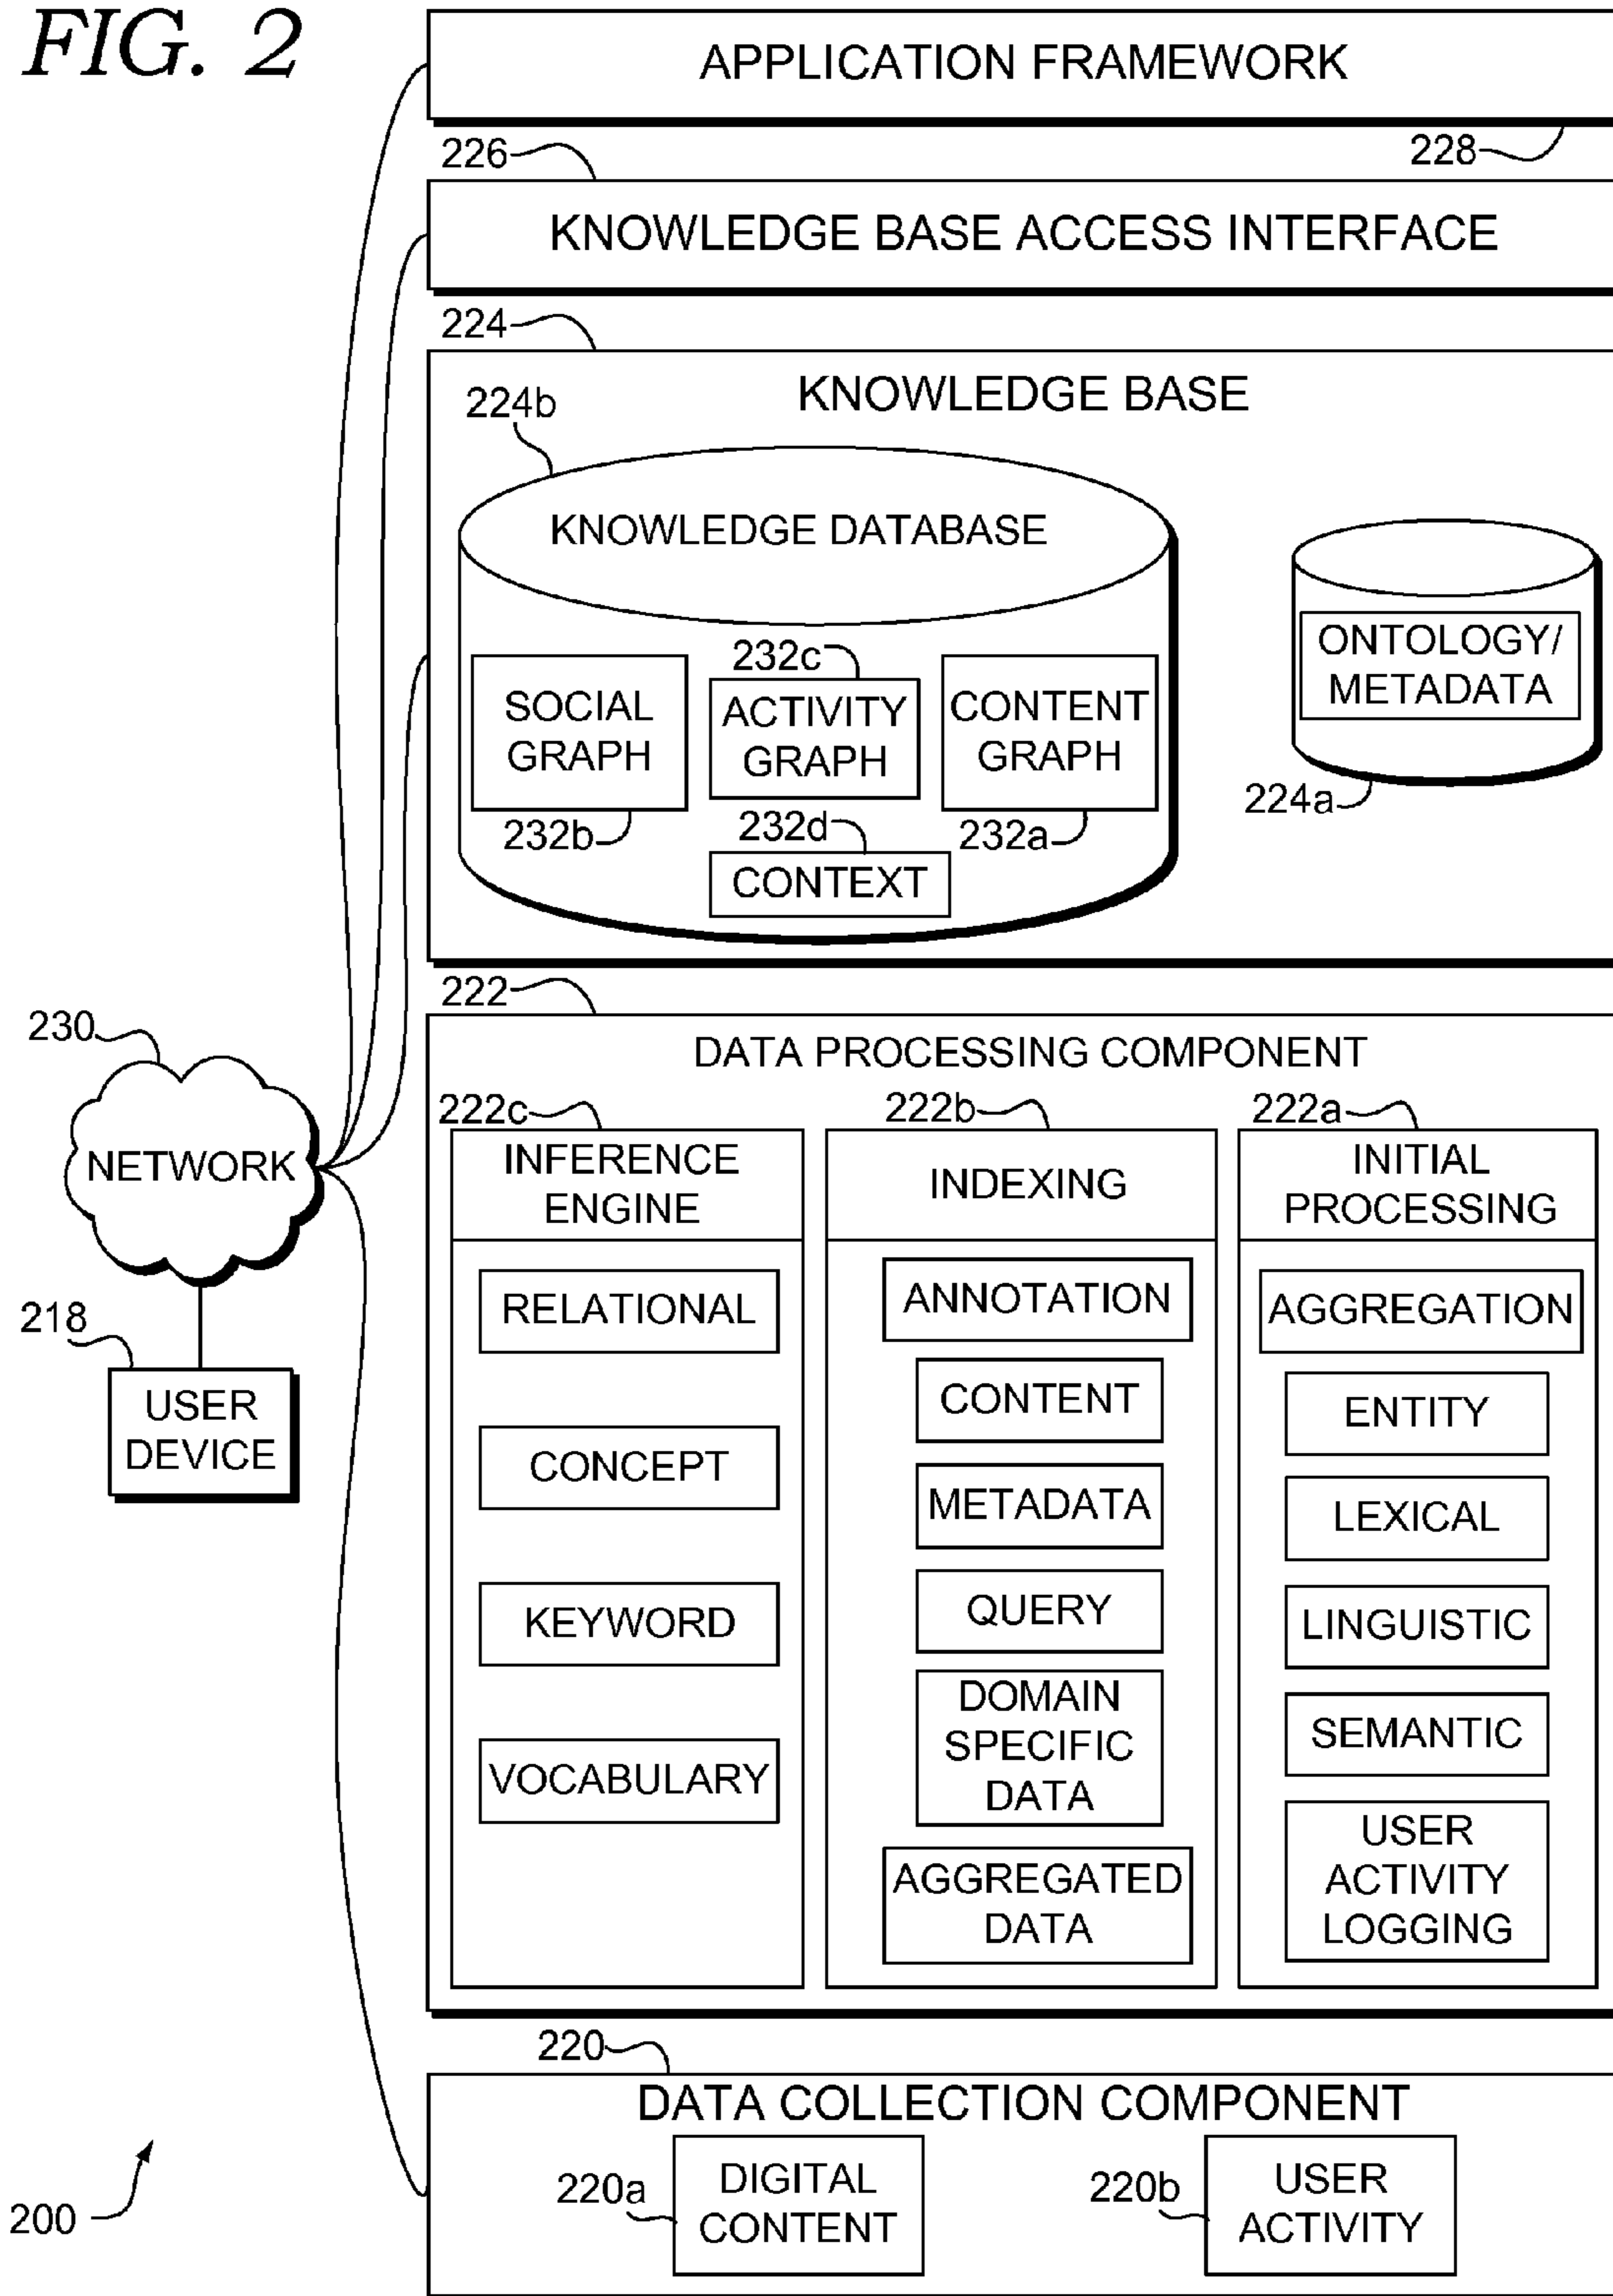 FIG. 2
APPLICATION FRAMEWORK
228
226
KNOWLEDGE BASE ACCESS INTERFACE
224
KNOWLEDGE BASE
224b
KNOWLEDGE DATABASE
SOCIAL
GRAPH
232b
232c
ACTIVITY
GRAPH
CONTENT
GRAPH
232a
232d
CONTEXT
ONTOLOGY/
METADATA
224a
222
DATA PROCESSING COMPONENT
222c
INFERENCE
ENGINE
RELATIONAL
CONCEPT
KEYWORD
VOCABULARY
222b
INDEXING
ANNOTATION
CONTENT
METADATA
QUERY
DOMAIN
SPECIFIC
DATA
AGGREGATED
DATA
222a
INITIAL
PROCESSING
AGGREGATION
ENTITY
LEXICAL
LINGUISTIC
SEMANTIC
USER
ACTIVITY
LOGGING
230
NETWORK
218
USER
DEVICE
220
DATA COLLECTION COMPONENT
220a
DIGITAL
CONTENT
220b
USER
ACTIVITY
200